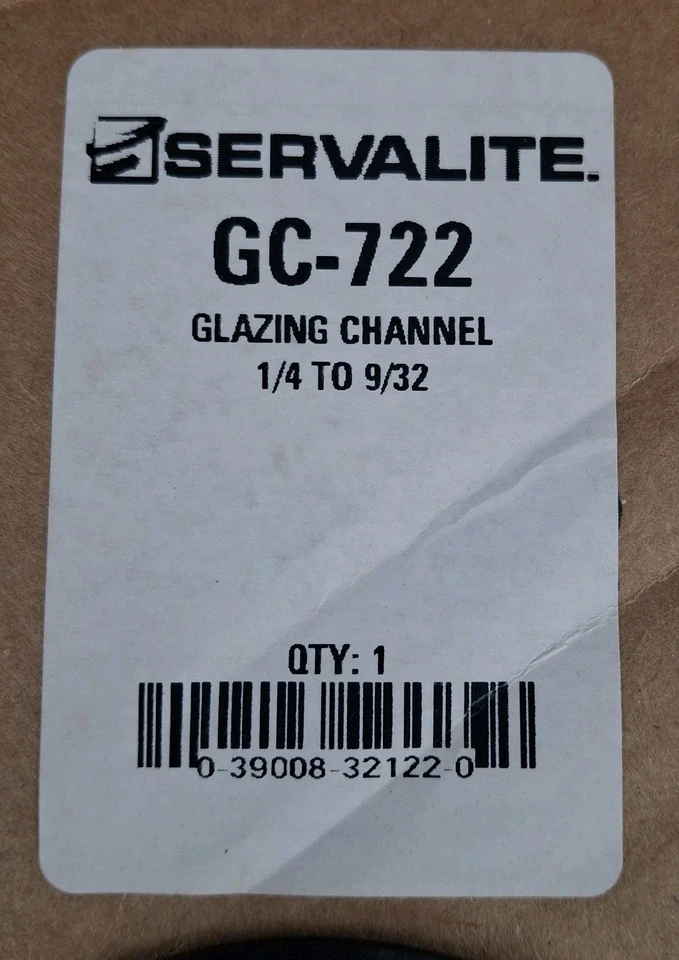 SERVALITE.
GC-722
GLAZING CHANNEL
1/4 TO 9/32
QTY: 1
0-39008-32122-0